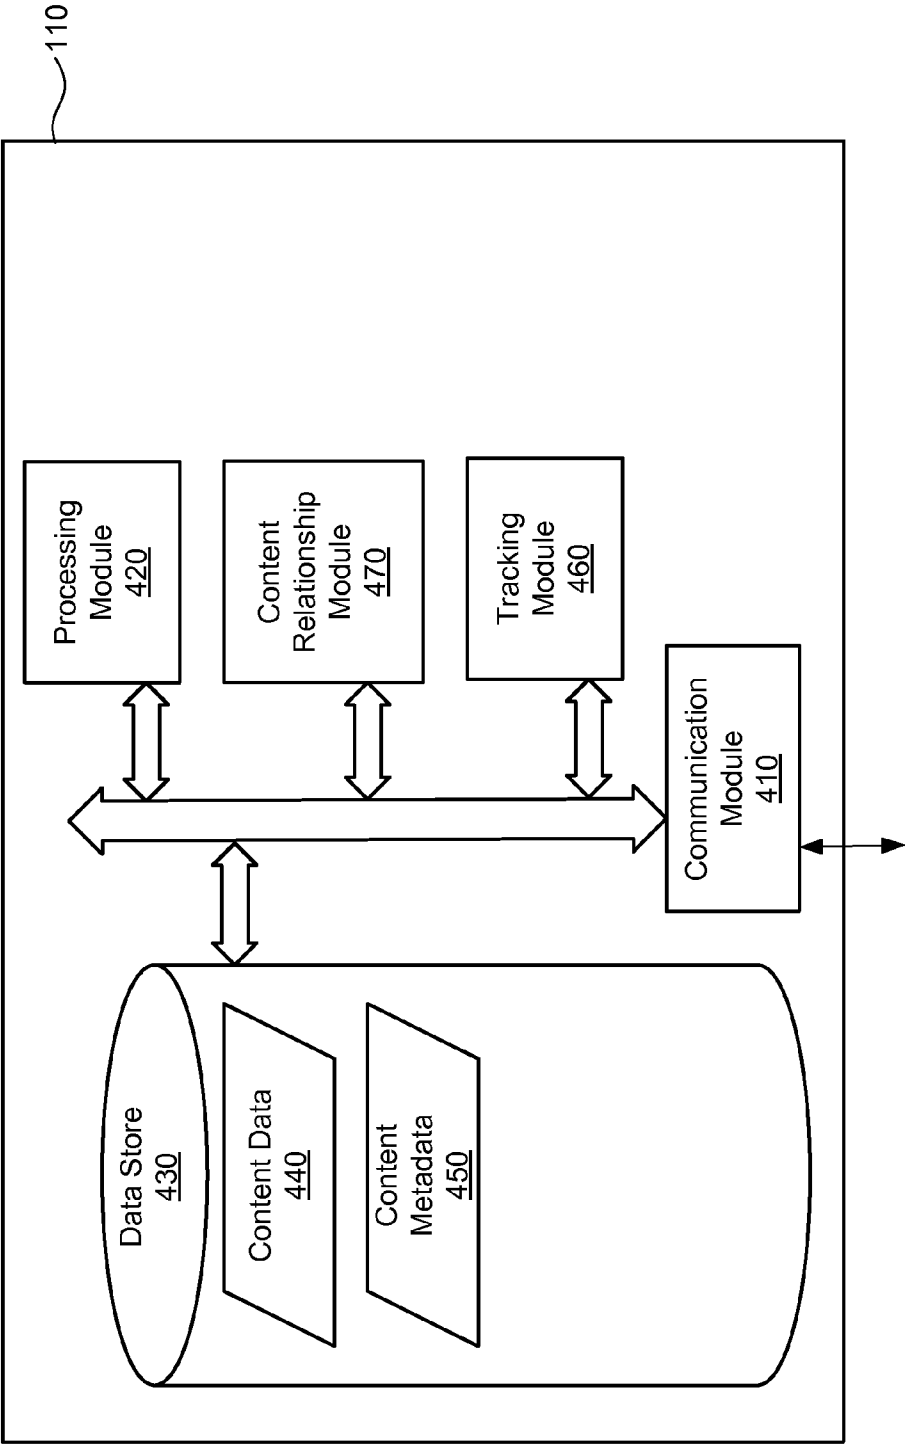 110
Processing
Module
420
Data Store
430
Content Data
440
Content
Relationship
Module
470
Content
Metadata
450
Tracking
Module
460
Communication
Module
410